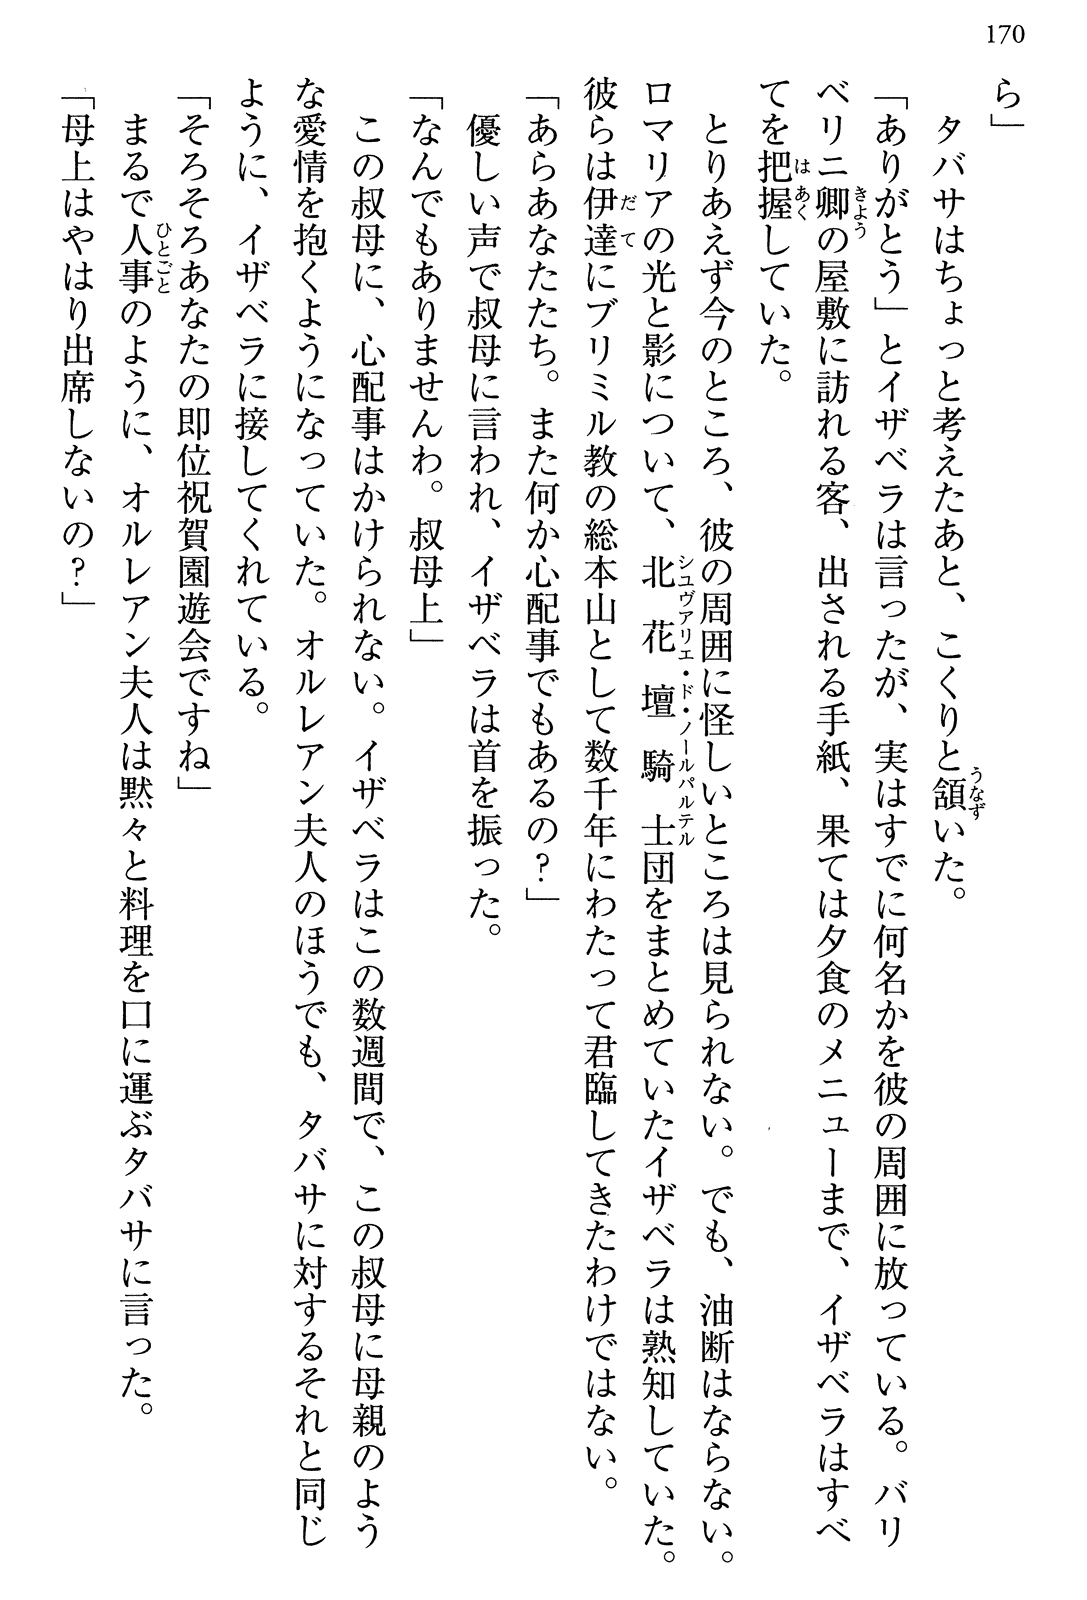 170
ら」
　タバサはちょっと考えたあと、こくりと頷いた。
「ありがとう」とイザベラは言ったが、実はすでに何名かを彼の周囲に放っている。バリ
ベリニ卿の屋敷に訪れる客、出される手紙、果ては夕食のメニューまで、イザベラはすべ
てを把握していた。
　とりあえず今のところ、彼の周囲に怪しいところは見られない。でも、油断はならない。
ロマリアの光と影について、北花壇騎士団をまとめていたイザベラは熟知していた。
彼らは伊達にブリミル教の総本山として数千年にわたって君臨してきたわけではない。
「あらあなたたち。また何か心配事でもあるの？」
　優しい声で叔母に言われ、イザベラは首を振った。
「なんでもありませんわ。叔母上」
　この叔母に、心配事はかけられない。イザベラはこの数週間で、この叔母に母親のよう
な愛情を抱くようになっていた。オルレアン夫人のほうでも、タバサに対するそれと同じ
ように、イザベラに接してくれている。
「そろそろあなたの即位祝賀園遊会ですね」
　まるで人事のように、オルレアン夫人は黙々と料理を口に運ぶタバサに言った。
「母上はやはり出席しないの？」